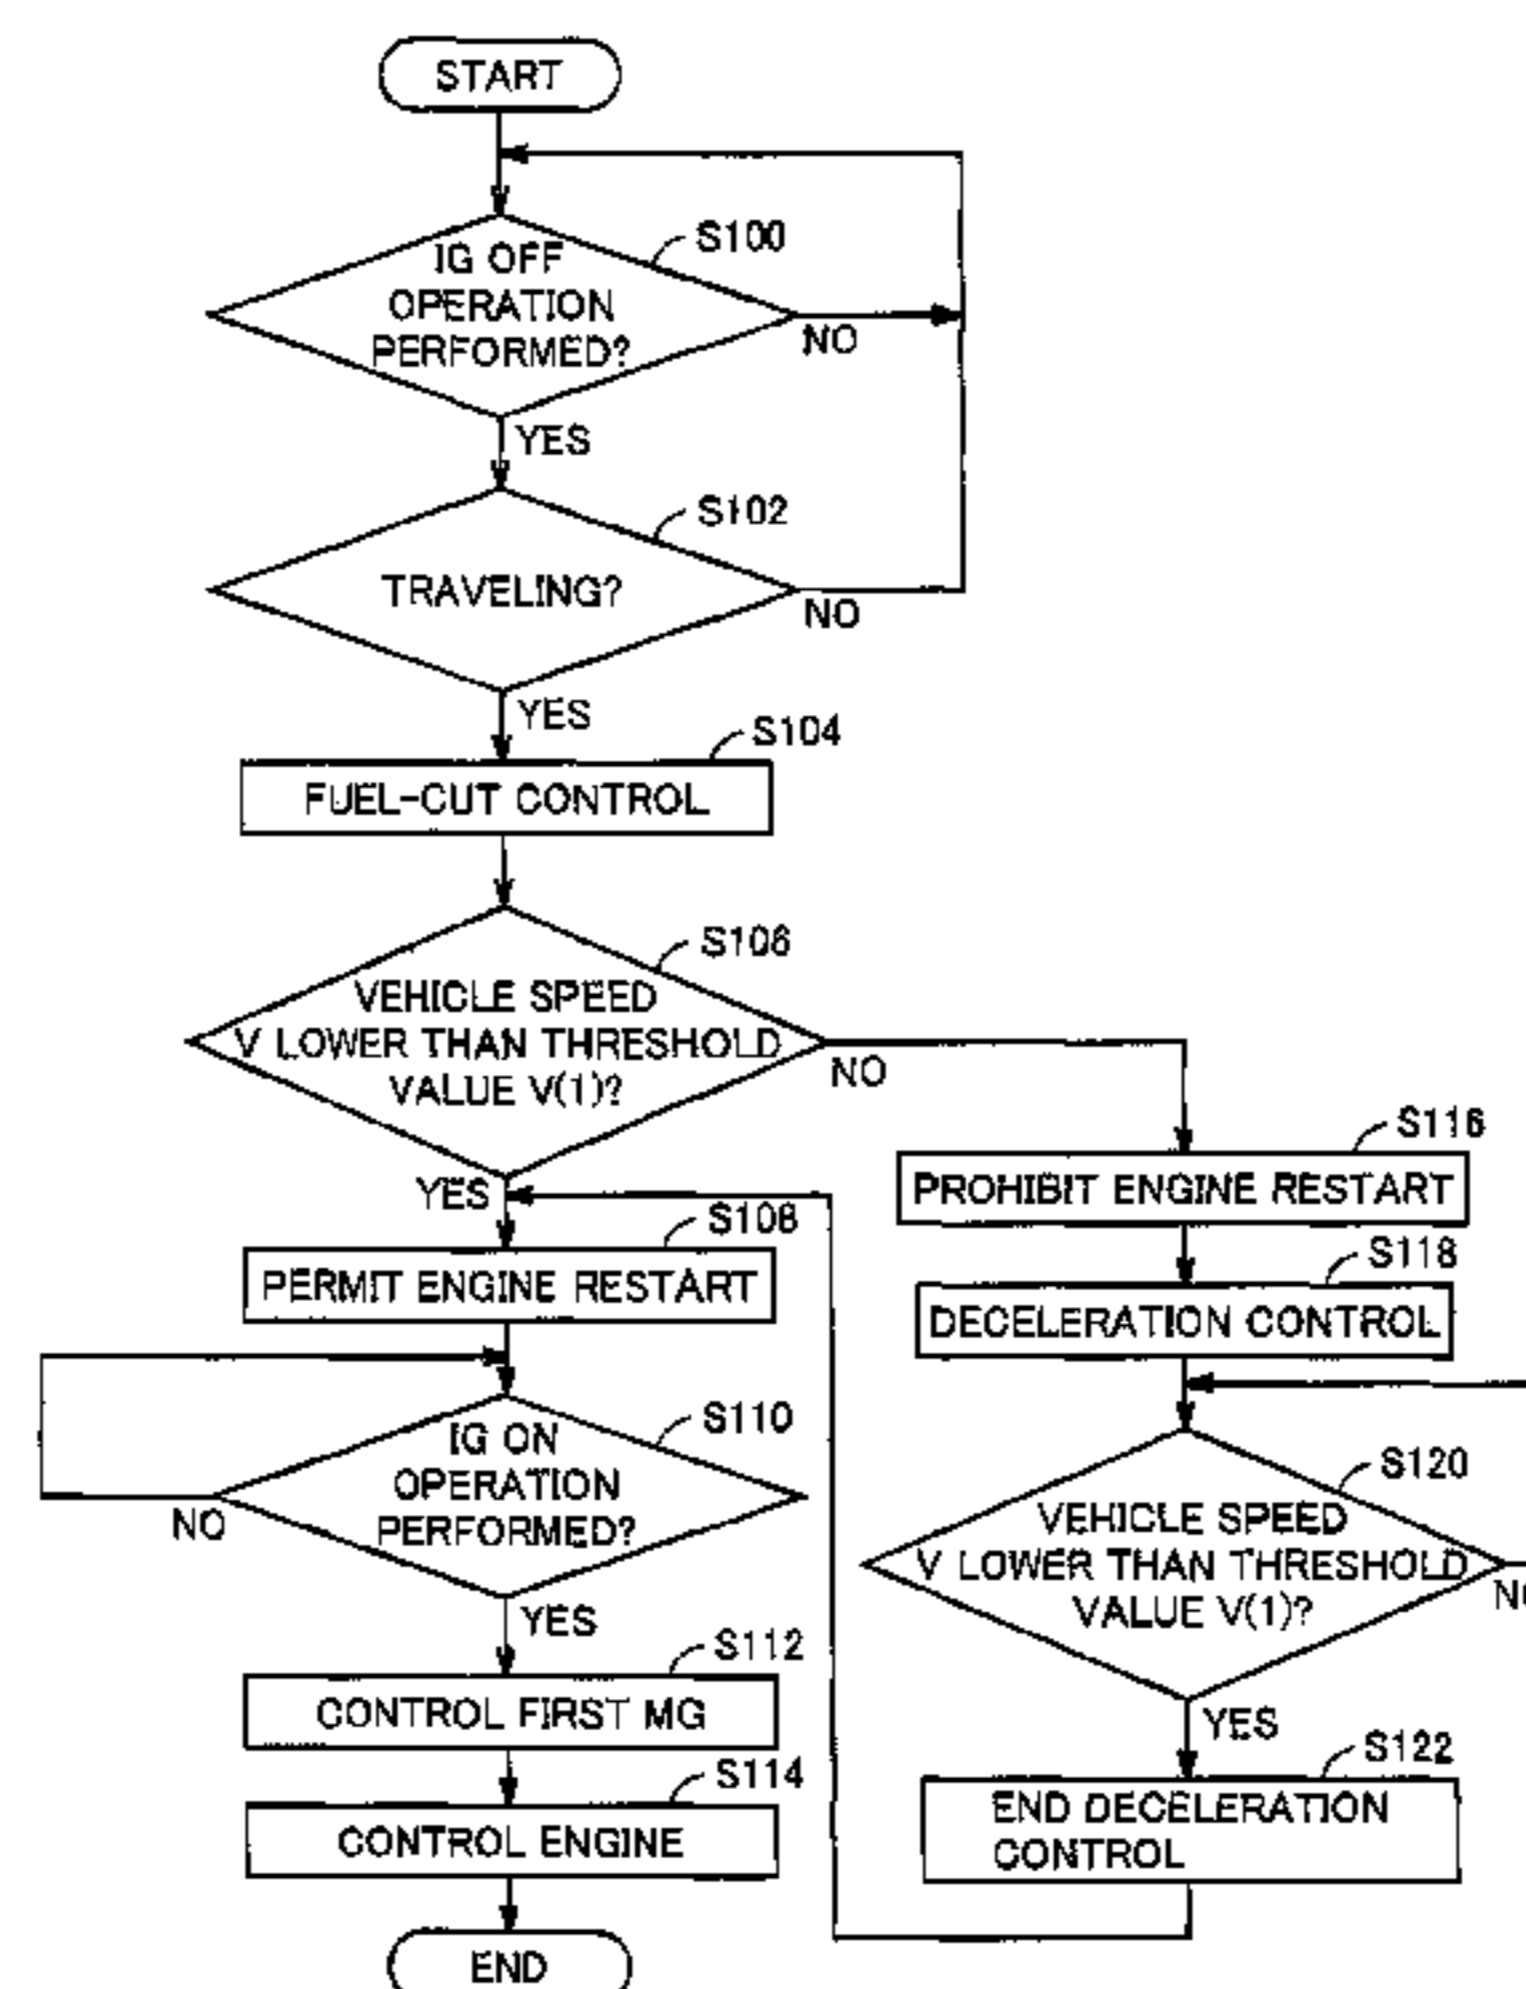 START
S100
IG OFF
OPERATION
PERFORMED?
NO
YES
S102
TRAVELING?
NO
YES
S104
FUEL-CUT CONTROL
S106
VEHICLE SPEED
V LOWER THAN THRESHOLD
VALUE V(1)?
NO
YES
S108
PERMIT ENGINE RESTART
S110
IG ON
OPERATION
PERFORMED?
NO
YES
S112
CONTROL FIRST MG
S114
CONTROL ENGINE
END
S116
PROHIBIT ENGINE RESTART
S118
DECELERATION CONTROL
S120
VEHICLE SPEED
V LOWER THAN THRESHOLD
VALUE V(1)?
YES
S122
END DECELERATION
CONTROL